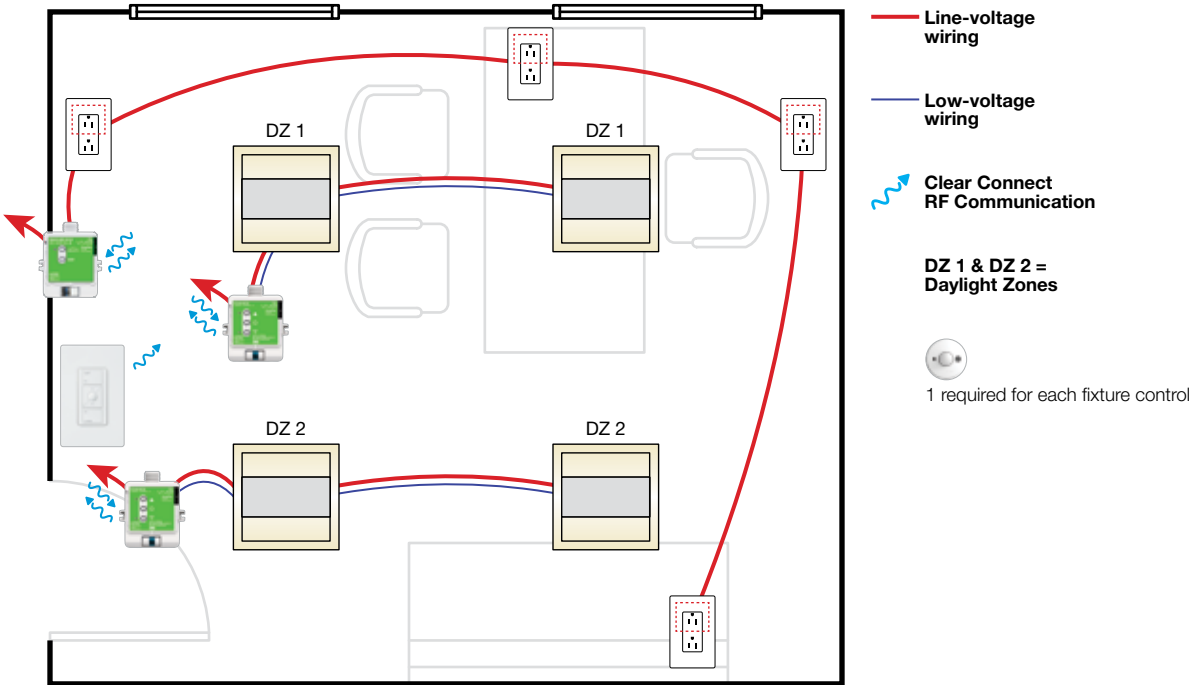 DZ 1
DZ 1
DZ 2
DZ 2
Line-voltage
wiring
Low-voltage
wiring
Clear Connect
RF Communication
DZ 1 & DZ 2 =
Daylight Zones
1 required for each fixture control